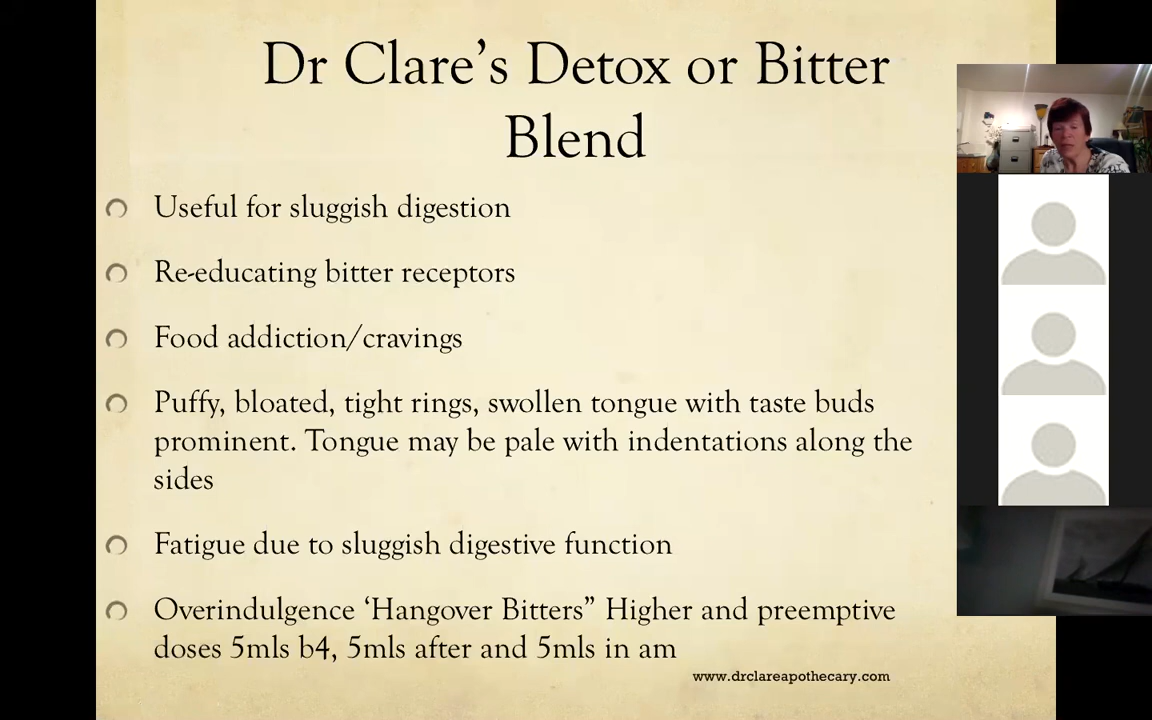 Dr Clare’s Detox or Bitter
Blend
Useful for sluggish digestion
Re-educating bitter receptors
Food addiction/cravings
Puffy, bloated, tight rings, swollen tongue with taste buds
prominent. Tongue may be pale with indentations along the
sides
Fatigue due to sluggish digestive function
Overindulgence ‘Hangover Bitters” Higher and preemptive
doses 5mls b4, 5mls after and 5mls in am
www.drclareapothecary.com